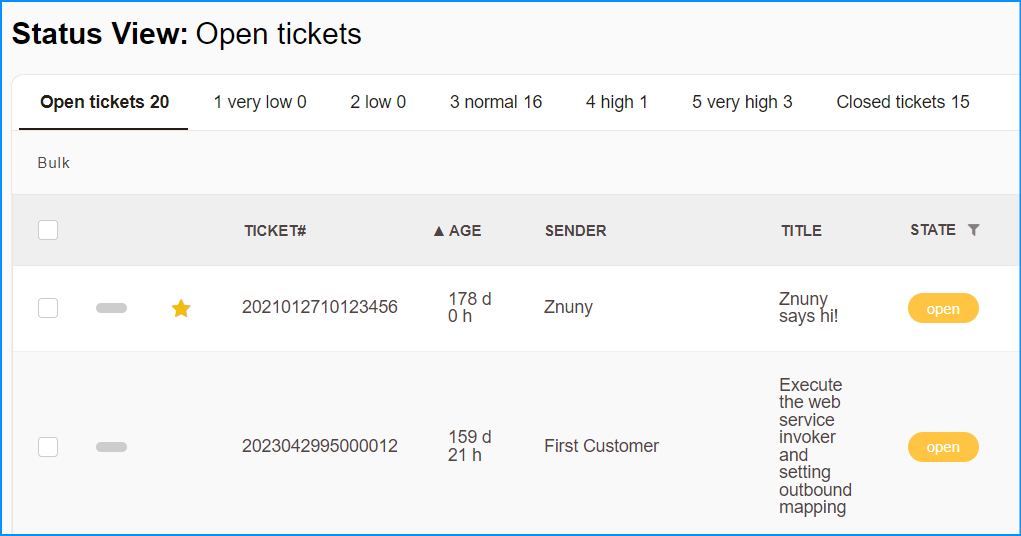 Status View: Open tickets
Open tickets 20 1 very low 0 2 low 0 3 normal 16 4 high 1 5 very high 3 Closed tickets 15
Bulk
TICKET# ▲ AGE SENDER TITLE STATE
2021012710123456 178 d 0 h Znuny Znuny says hi! open
2023042995000012 159 d 21 h First Customer Execute the web service invoker and setting outbound mapping open